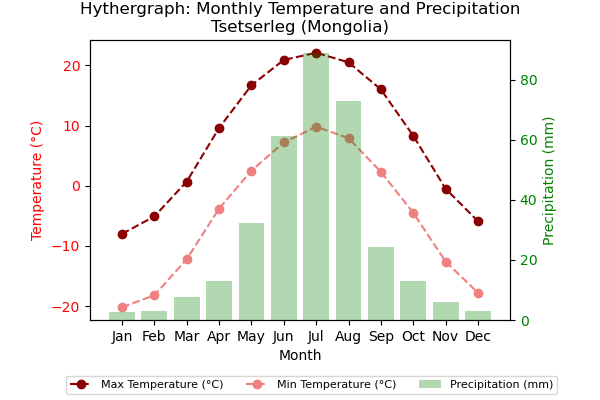 Hythergraph: Monthly Temperature and Precipitation
Tsetserleg (Mongolia)
20
10
0
−10
−20
Temperature (°C)
80
60
40
20
0
Precipitation (mm)
Jan Feb Mar Apr May Jun Jul Aug Sep Oct Nov Dec
Month
Max Temperature (°C) Min Temperature (°C) Precipitation (mm)